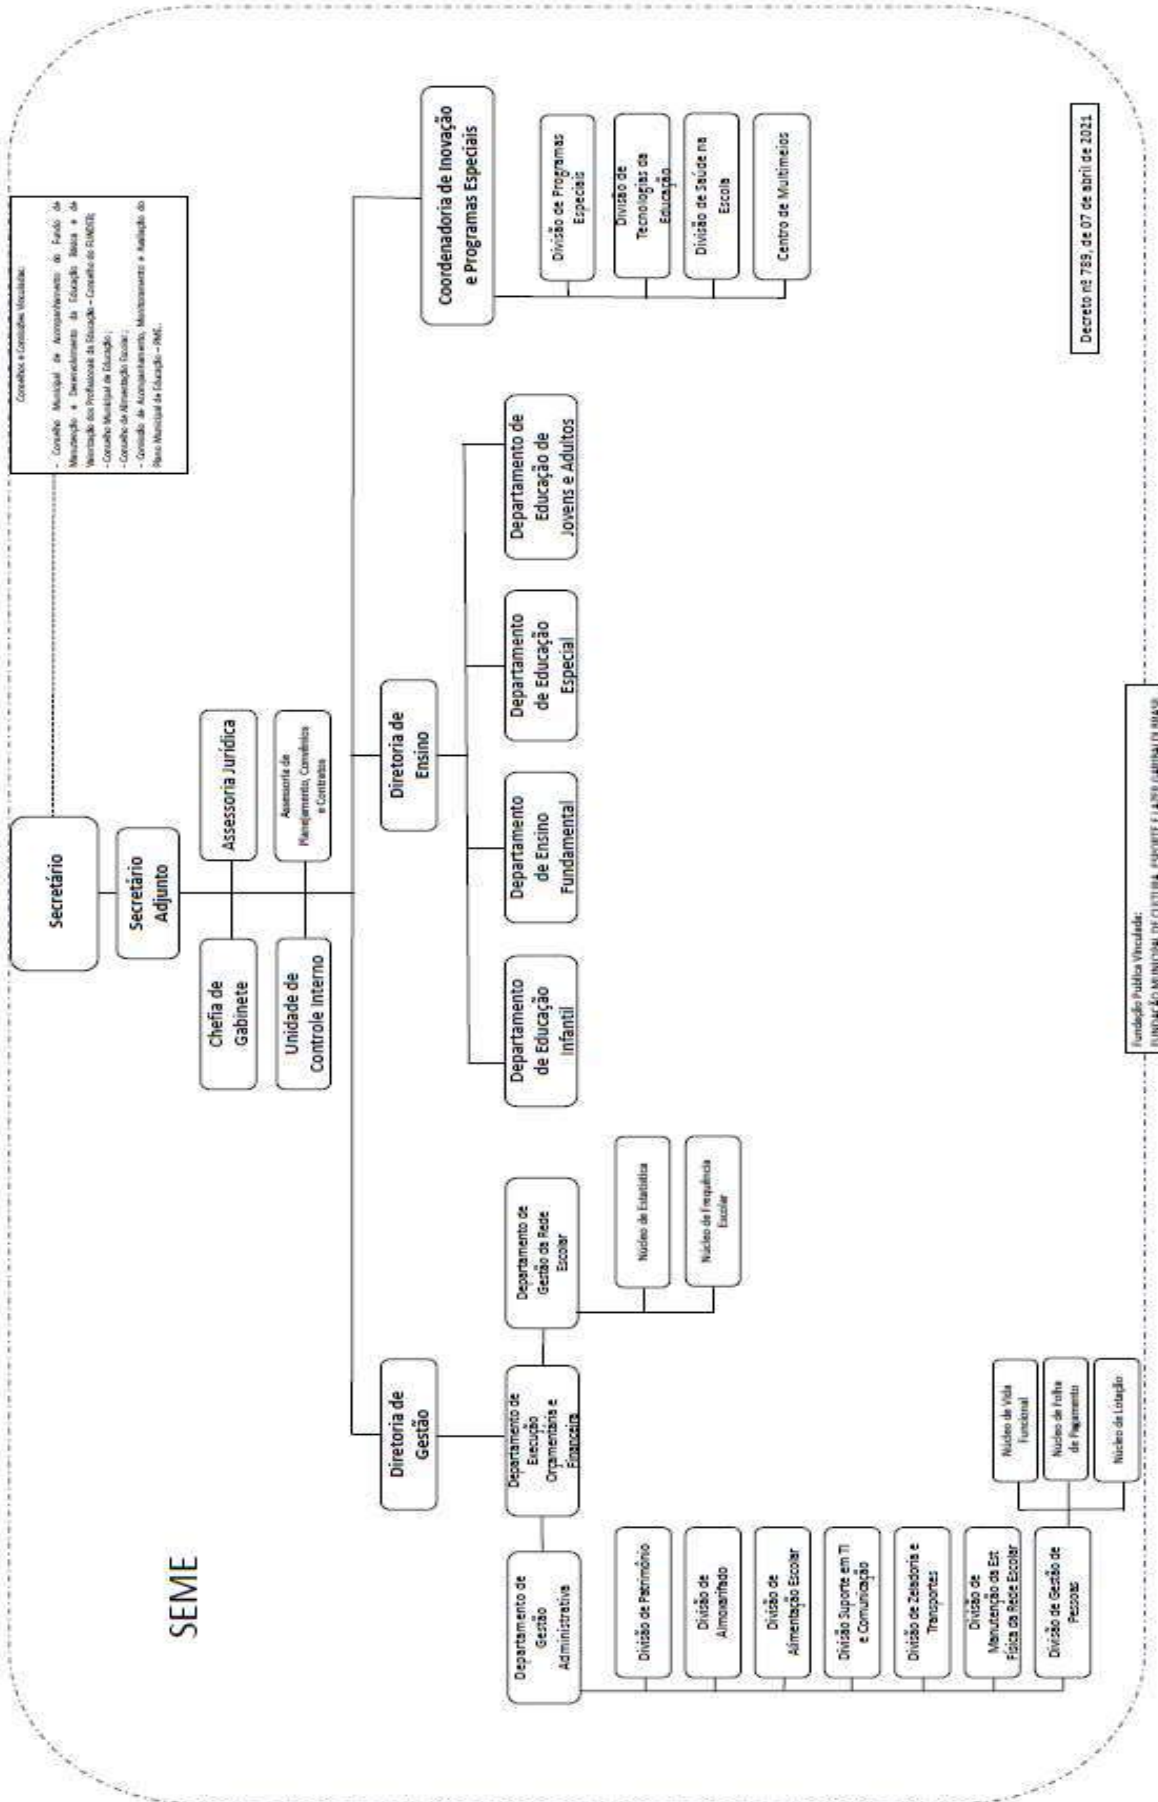 SEME
Secretário
Conselhos e Comissões Vinculadas:
- Conselho Municipal de Acompanhamento do Fundo de
Manutenção e Desenvolvimento da Educação Básica e de
Valorização dos Profissionais da Educação – Conselho do FUNDEB;
- Conselho Municipal de Educação ;
- Conselho de Alimentação Escolar ;
- Comissão de Acompanhamento, Monitoramento e Avaliação do
Plano Municipal de Educação – PME.
Secretário
Adjunto
Chefia de
Gabinete
Assessoria Jurídica
Unidade de
Controle Interno
Assessoria de
Planejamento, Convênios
e Contratos
Diretoria de
Gestão
Diretoria de
Ensino
Coordenadoria de Inovação
e Programas Especiais
Departamento de
Gestão
Administrativa
Departamento de
Execução
Orçamentária e
Financeira
Departamento de
Gestão da Rede
Escolar
Departamento
de Educação
Infantil
Departamento
de Ensino
Fundamental
Departamento
de Educação
Especial
Departamento de
Educação de
Jovens e Adultos
Divisão de Programas
Especiais
Divisão de
Tecnologias da
Educação
Divisão de Saúde na
Escola
Centro de Multimeios
Núcleo de Estatística
Núcleo de Frequência
Escolar
Divisão de Patrimônio
Divisão de
Almoxarifado
Divisão de
Alimentação Escolar
Divisão Suporte em TI
e Comunicação
Divisão de Zeladoria e
Transportes
Divisão de
Manutenção da Est
Física da Rede Escolar
Divisão de Gestão de
Pessoas
Núcleo de Vida
Funcional
Núcleo de Folha
de Pagamento
Núcleo de Lotação
Decreto nº 789, de 07 de abril de 2021
Fundação Publica Vinculada:
FUNDAÇÃO MUNICIPAL DE CULTURA, ESPORTE E LAZER GARIBALDI BRASIL